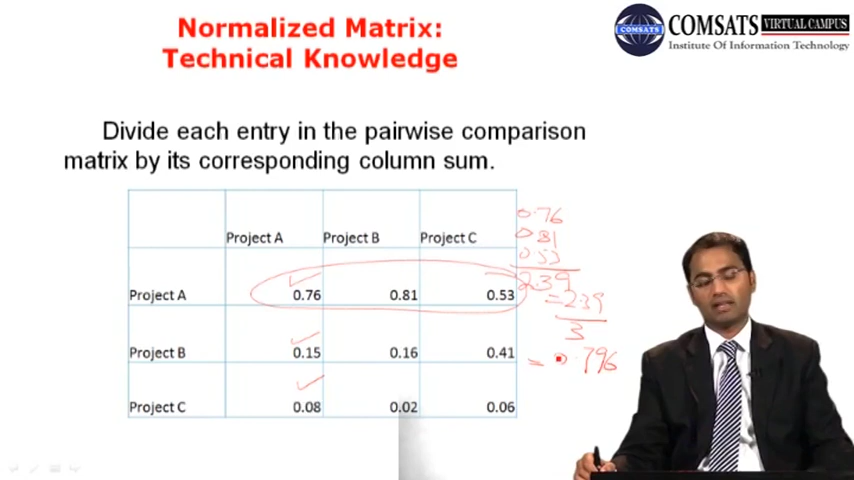 Normalized Matrix:
Technical Knowledge
COMSATS
COMSATS VIRTUAL CAMPUS
Institute Of Information Technology
Divide each entry in the pairwise comparison
matrix by its corresponding column sum.
Project A Project B Project C
Project A 0.76 0.81 0.53
Project B 0.15 0.16 0.41
Project C 0.08 0.02 0.06
0.76
0.81
0.53
2.39
=2.39
3
= 0.796